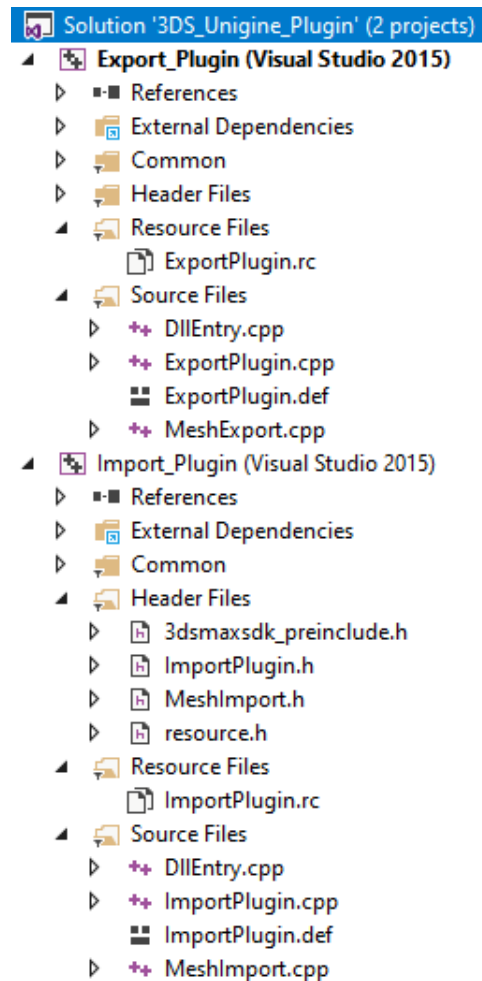 Solution '3DS_Unigine_Plugin' (2 projects)
Export_Plugin (Visual Studio 2015)
References
External Dependencies
Common
Header Files
Resource Files
ExportPlugin.rc
Source Files
DllEntry.cpp
ExportPlugin.cpp
ExportPlugin.def
MeshExport.cpp
Import_Plugin (Visual Studio 2015)
References
External Dependencies
Common
Header Files
3dsmaxsdk_preinclude.h
ImportPlugin.h
MeshImport.h
resource.h
Resource Files
ImportPlugin.rc
Source Files
DllEntry.cpp
ImportPlugin.cpp
ImportPlugin.def
MeshImport.cpp